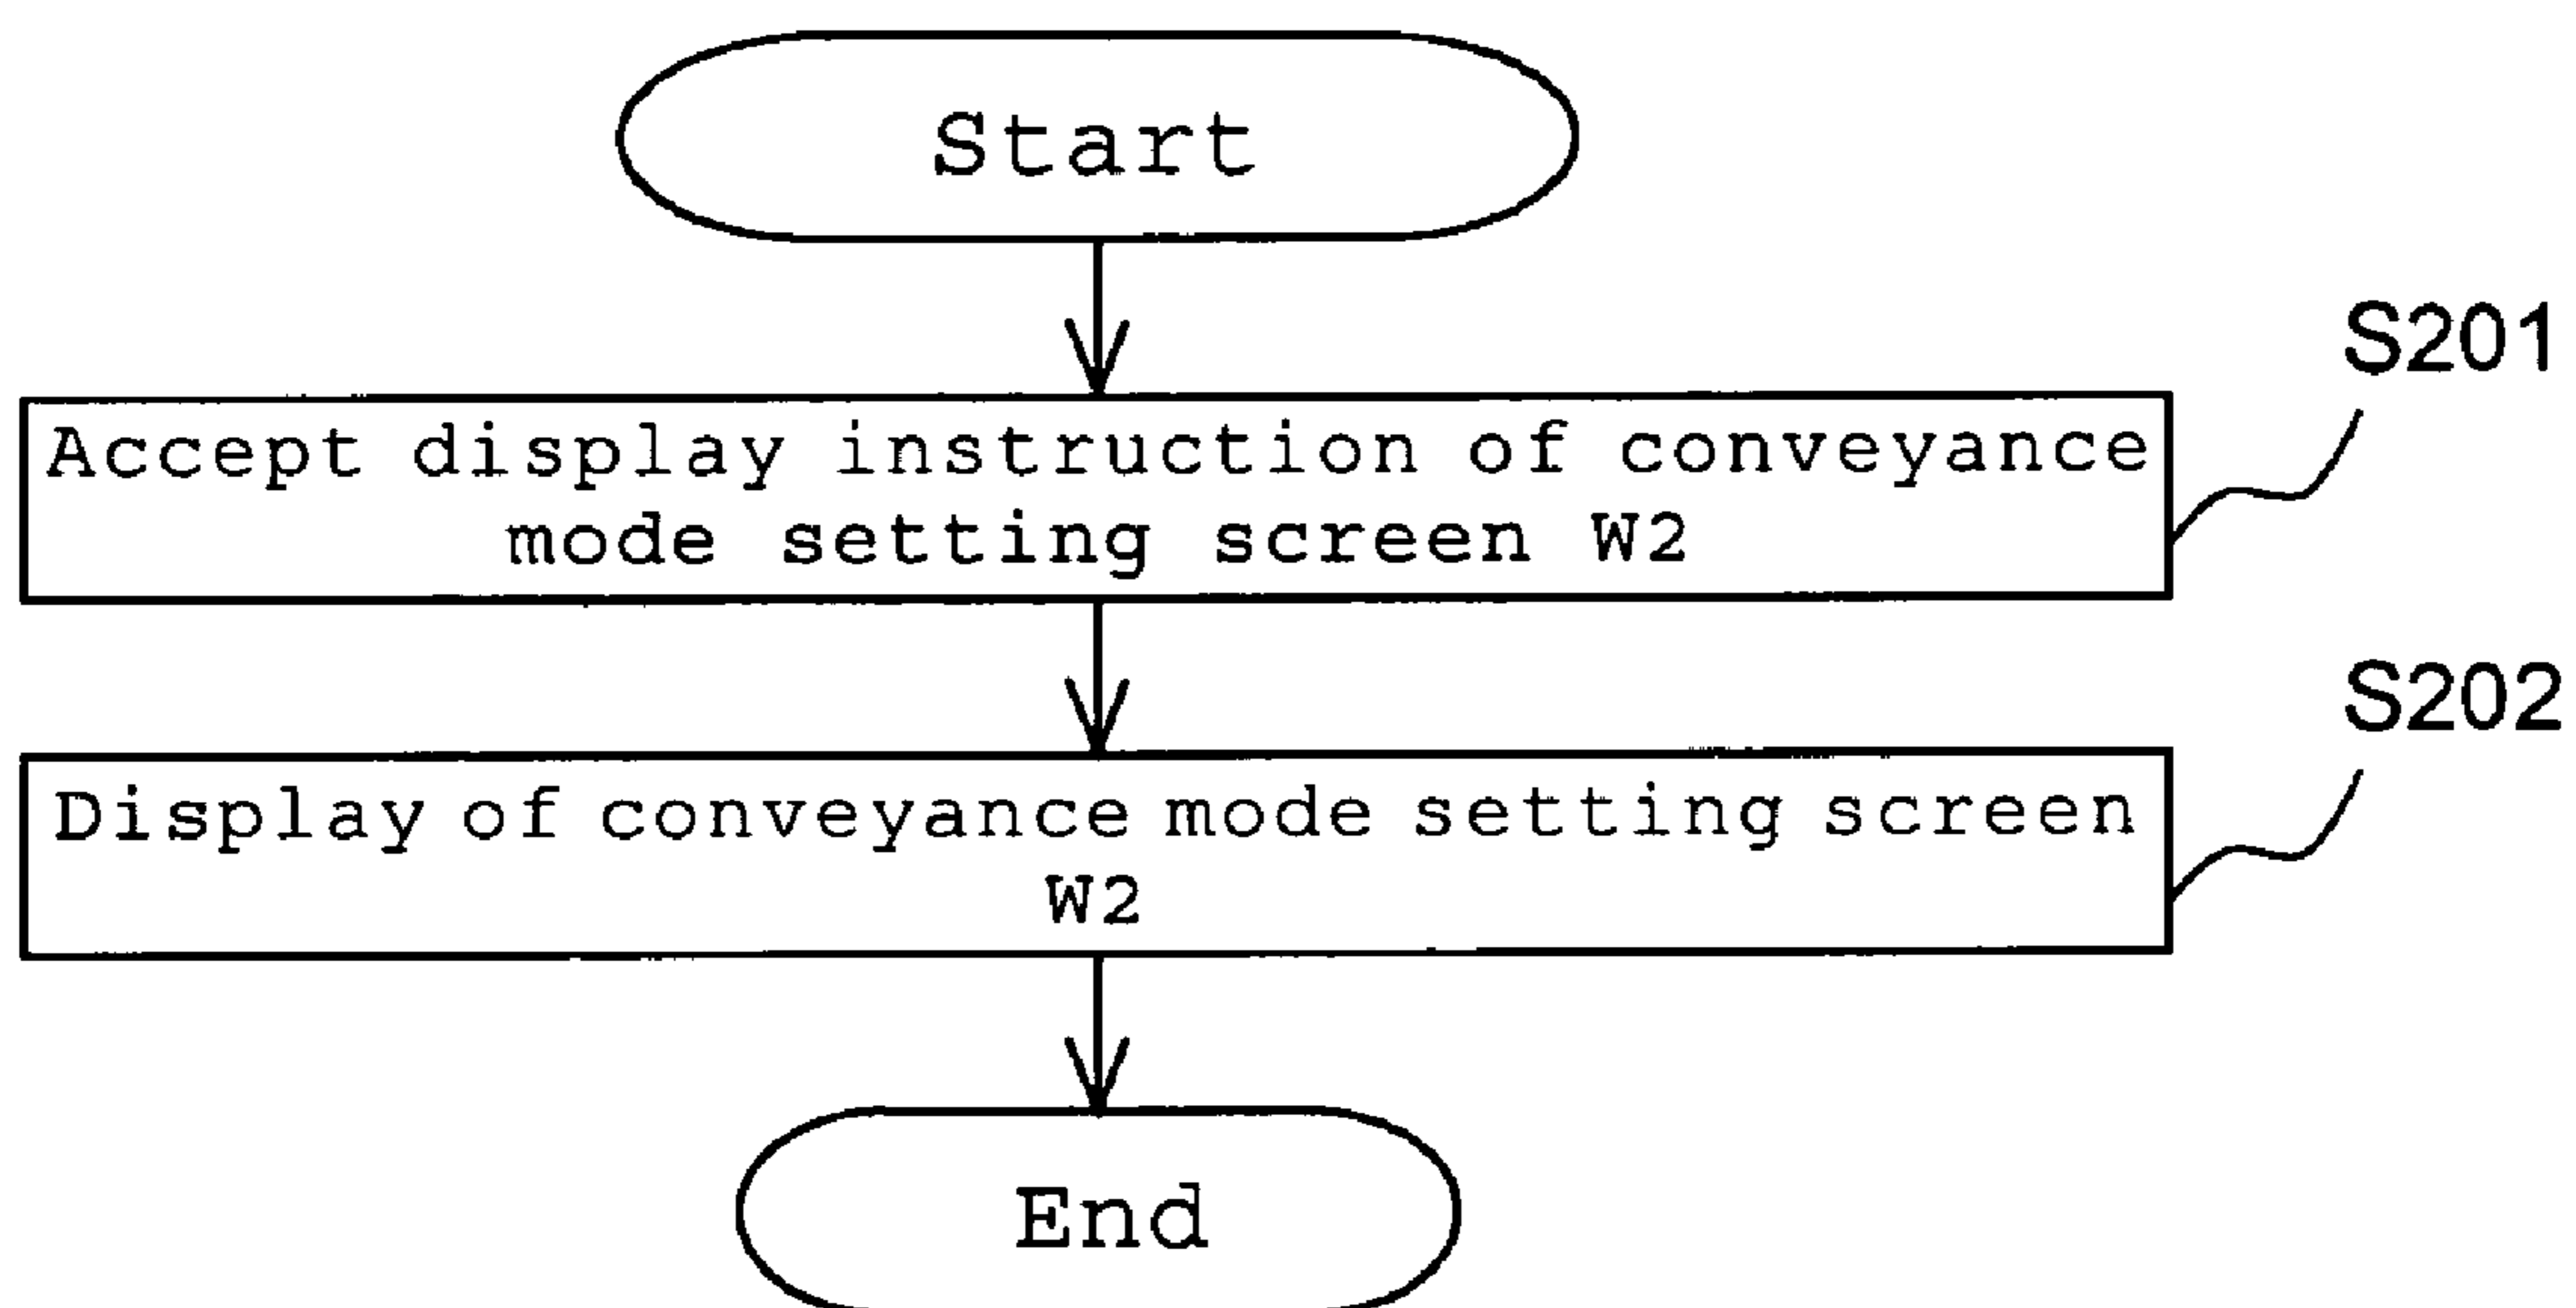 Start
S201
Accept display instruction of conveyance
mode setting screen W2
S202
Display of conveyance mode setting screen
W2
End